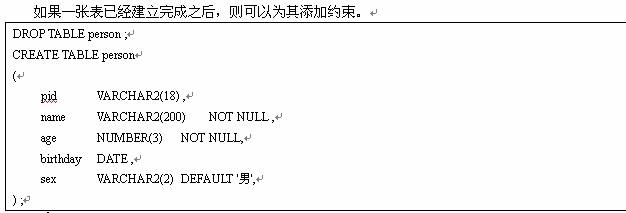 如果一张表已经建立完成之后，则可以为其添加约束。
DROP TABLE person ;
CREATE TABLE person
(
pid VARCHAR2(18) ,
name VARCHAR2(200) NOT NULL ,
age NUMBER(3) NOT NULL,
birthday DATE ,
sex VARCHAR2(2) DEFAULT '男',
) ;